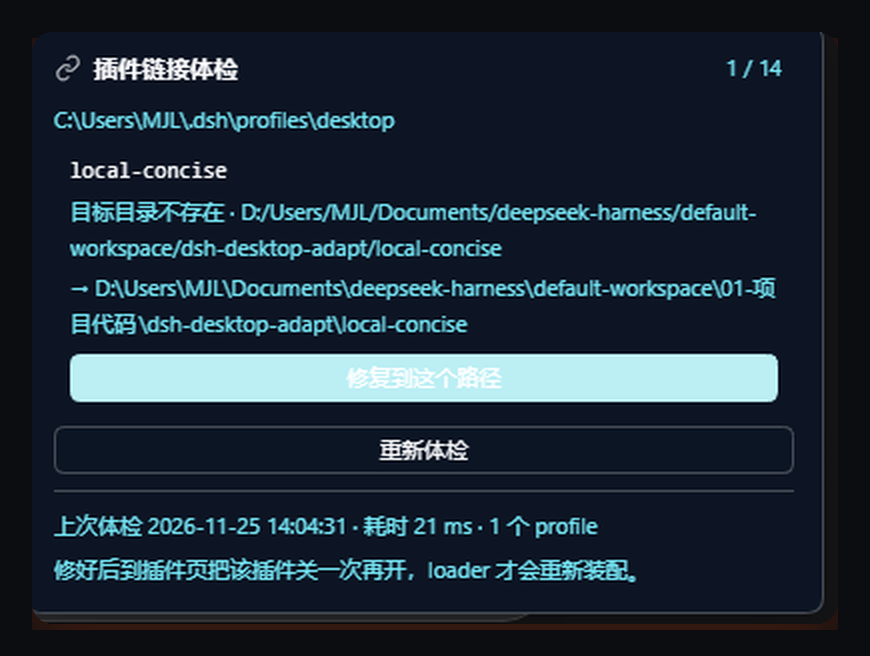 插件链接体检
1 / 14
C:\Users\MJL\.dsh\profiles\desktop
local-concise
目标目录不存在 · D:/Users/MJL/Documents/deepseek-harness/default-
workspace/dsh-desktop-adapt/local-concise
→ D:\Users\MJL\Documents\deepseek-harness\default-workspace\01-项
目代码\dsh-desktop-adapt\local-concise
修复到这个路径
重新体检
上次体检 2026-11-25 14:04:31 · 耗时 21 ms · 1 个 profile
修好后到插件页把该插件关一次再开，loader 才会重新装配。